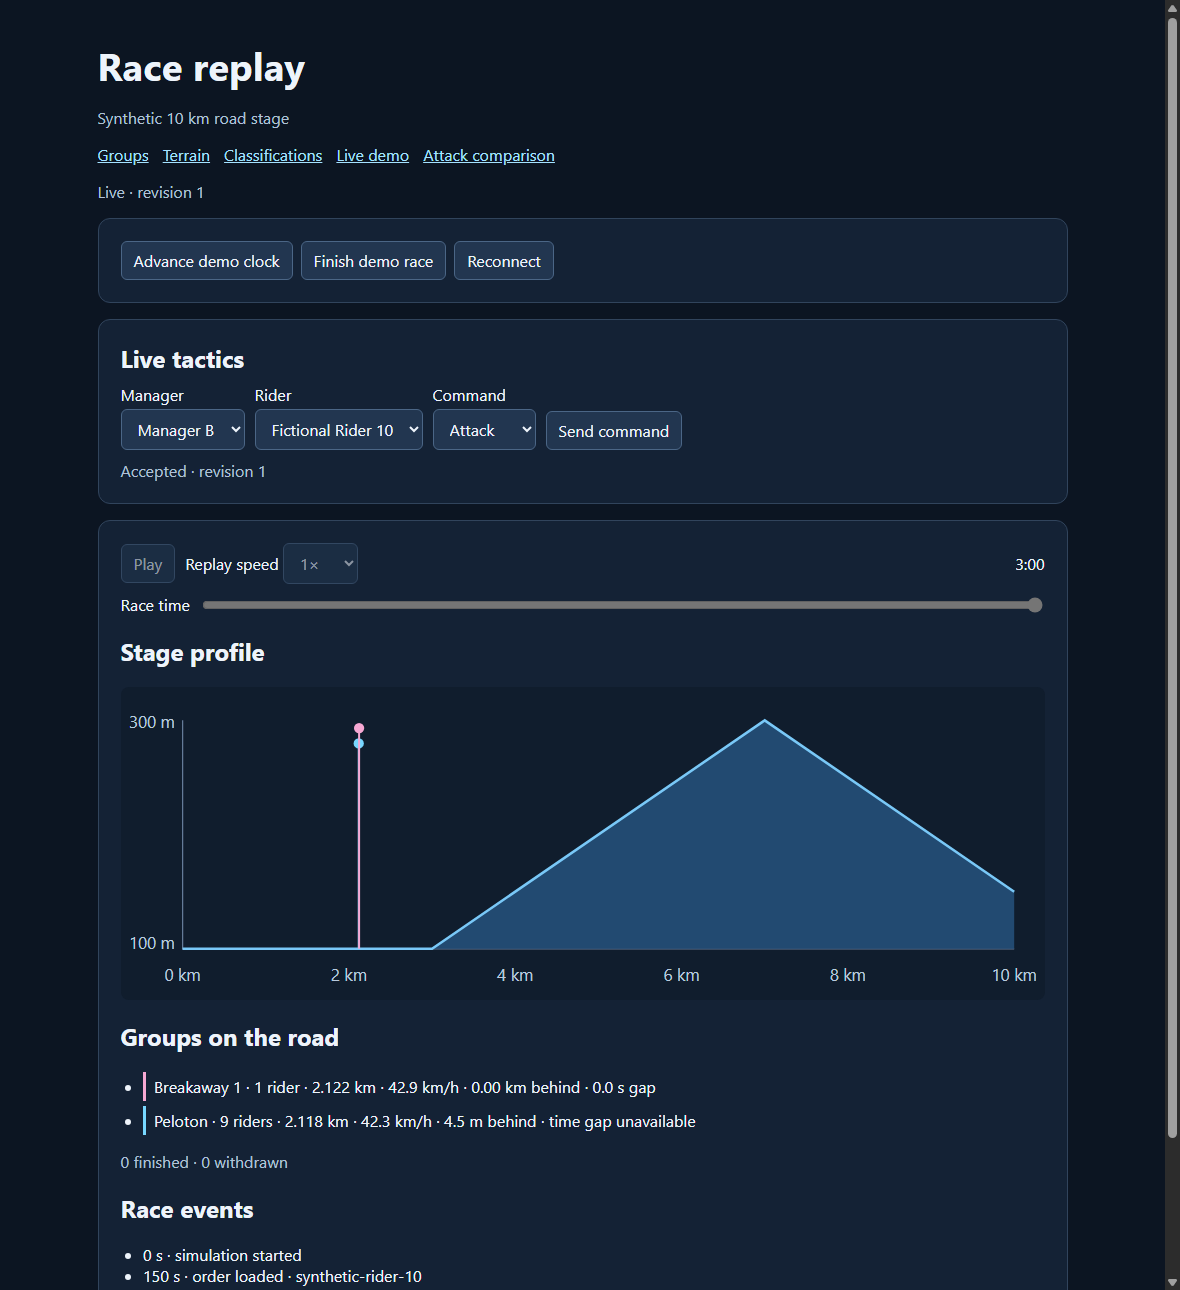 Race replay
Synthetic 10 km road stage
Groups Terrain Classifications Live demo Attack comparison
Live · revision 1
Advance demo clock Finish demo race Reconnect
Live tactics
Manager Rider Command
Manager B Fictional Rider 10 Attack Send command
Accepted · revision 1
Play Replay speed 1× 3:00
Race time
Stage profile
300 m
100 m
0 km 2 km 4 km 6 km 8 km 10 km
Groups on the road
Breakaway 1 · 1 rider · 2.122 km · 42.9 km/h · 0.00 km behind · 0.0 s gap
Peloton · 9 riders · 2.118 km · 42.3 km/h · 4.5 m behind · time gap unavailable
0 finished · 0 withdrawn
Race events
0 s · simulation started
150 s · order loaded · synthetic-rider-10